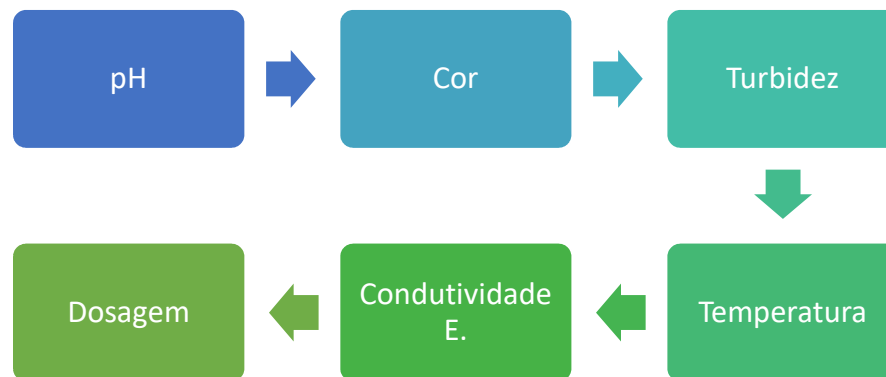 pH
Cor
Turbidez
Temperatura
Condutividade
E.
Dosagem